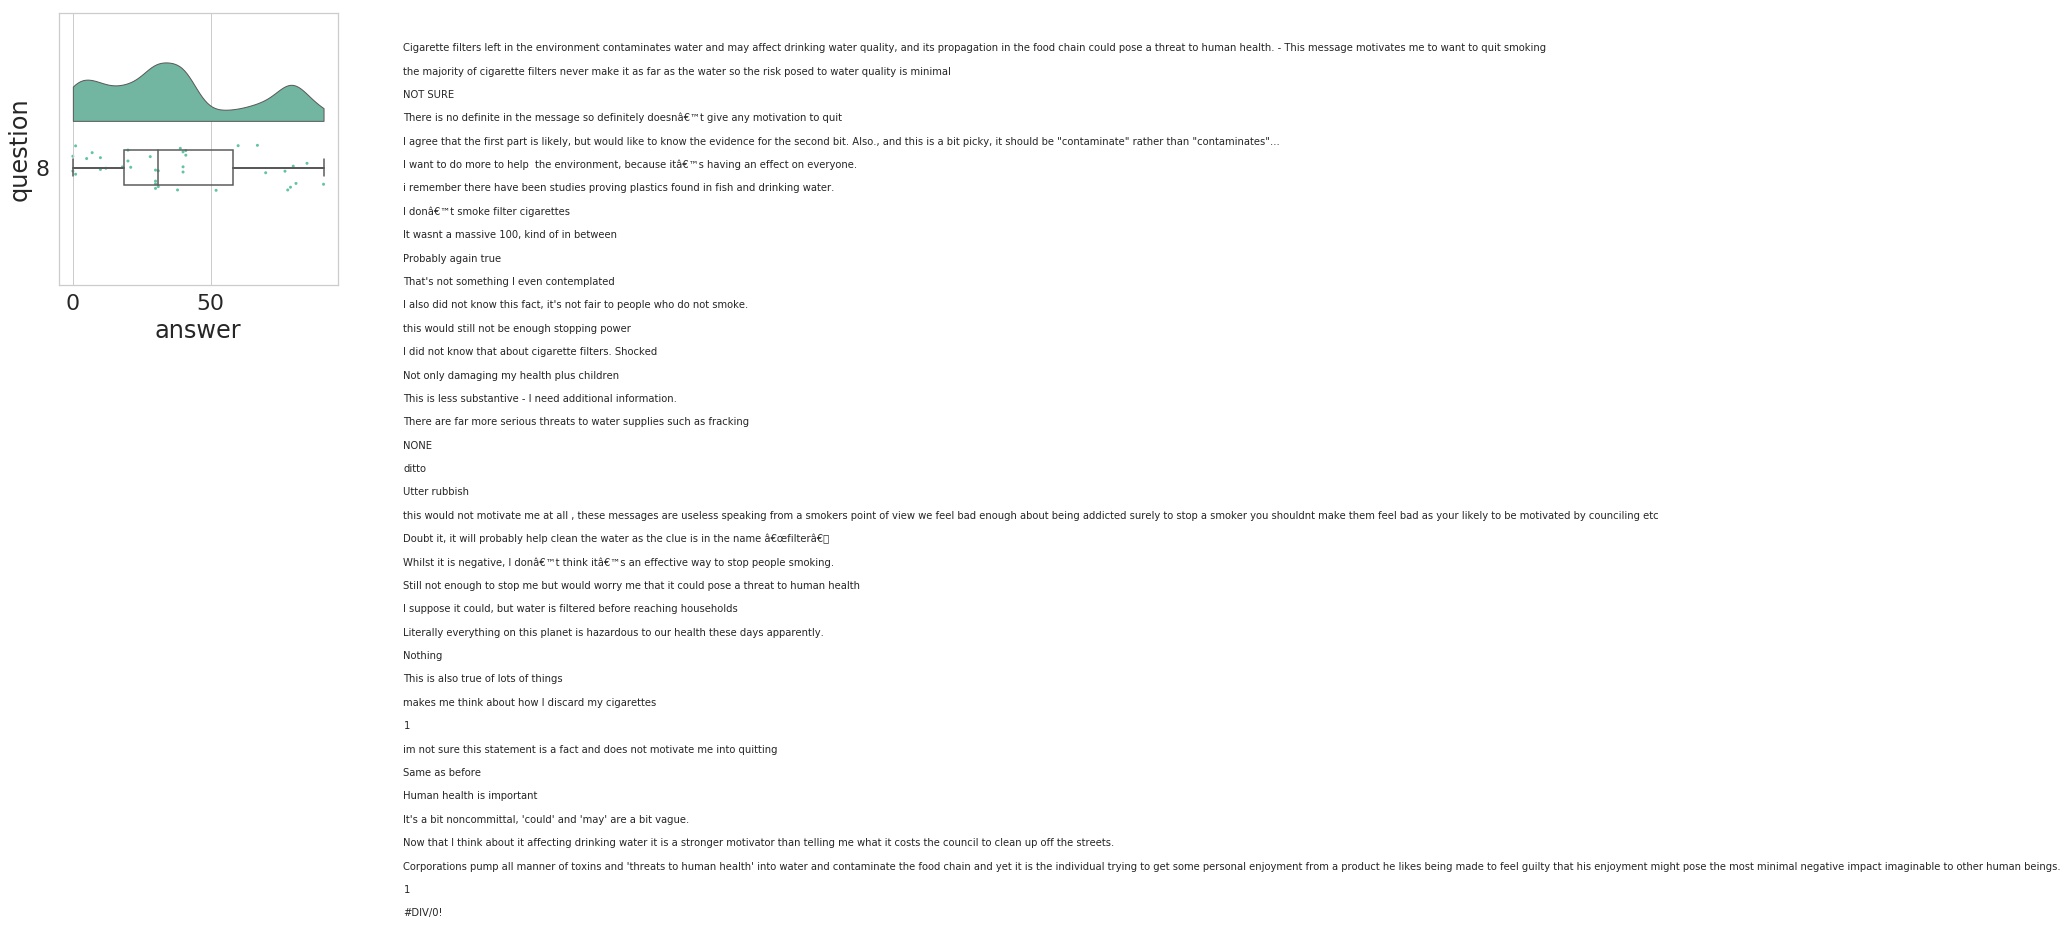 question
8
0
50
answer
Cigarette filters left in the environment contaminates water and may affect drinking water quality, and its propagation in the food chain could pose a threat to human health. - This message motivates me to want to quit smoking
the majority of cigarette filters never make it as far as the water so the risk posed to water quality is minimal
NOT SURE
There is no definite in the message so definitely doesnâ€™t give any motivation to quit
I agree that the first part is likely, but would like to know the evidence for the second bit. Also., and this is a bit picky, it should be "contaminate" rather than "contaminates"...
I want to do more to help  the environment, because itâ€™s having an effect on everyone.
i remember there have been studies proving plastics found in fish and drinking water.
I donâ€™t smoke filter cigarettes
It wasnt a massive 100, kind of in between
Probably again true
That's not something I even contemplated
I also did not know this fact, it's not fair to people who do not smoke.
this would still not be enough stopping power
I did not know that about cigarette filters. Shocked
Not only damaging my health plus children
This is less substantive - I need additional information.
There are far more serious threats to water supplies such as fracking
NONE
ditto
Utter rubbish
this would not motivate me at all , these messages are useless speaking from a smokers point of view we feel bad enough about being addicted surely to stop a smoker you shouldnt make them feel bad as your likely to be motivated by counciling etc
Doubt it, it will probably help clean the water as the clue is in the name â€œfilterâ€
Whilst it is negative, I donâ€™t think itâ€™s an effective way to stop people smoking.
Still not enough to stop me but would worry me that it could pose a threat to human health
I suppose it could, but water is filtered before reaching households
Literally everything on this planet is hazardous to our health these days apparently.
Nothing
This is also true of lots of things
makes me think about how I discard my cigarettes
1
im not sure this statement is a fact and does not motivate me into quitting
Same as before
Human health is important
It's a bit noncommittal, 'could' and 'may' are a bit vague.
Now that I think about it affecting drinking water it is a stronger motivator than telling me what it costs the council to clean up off the streets.
Corporations pump all manner of toxins and 'threats to human health' into water and contaminate the food chain and yet it is the individual trying to get some personal enjoyment from a product he likes being made to feel guilty that his enjoyment might pose the most minimal negative impact imaginable to other human beings.
1
#DIV/0!